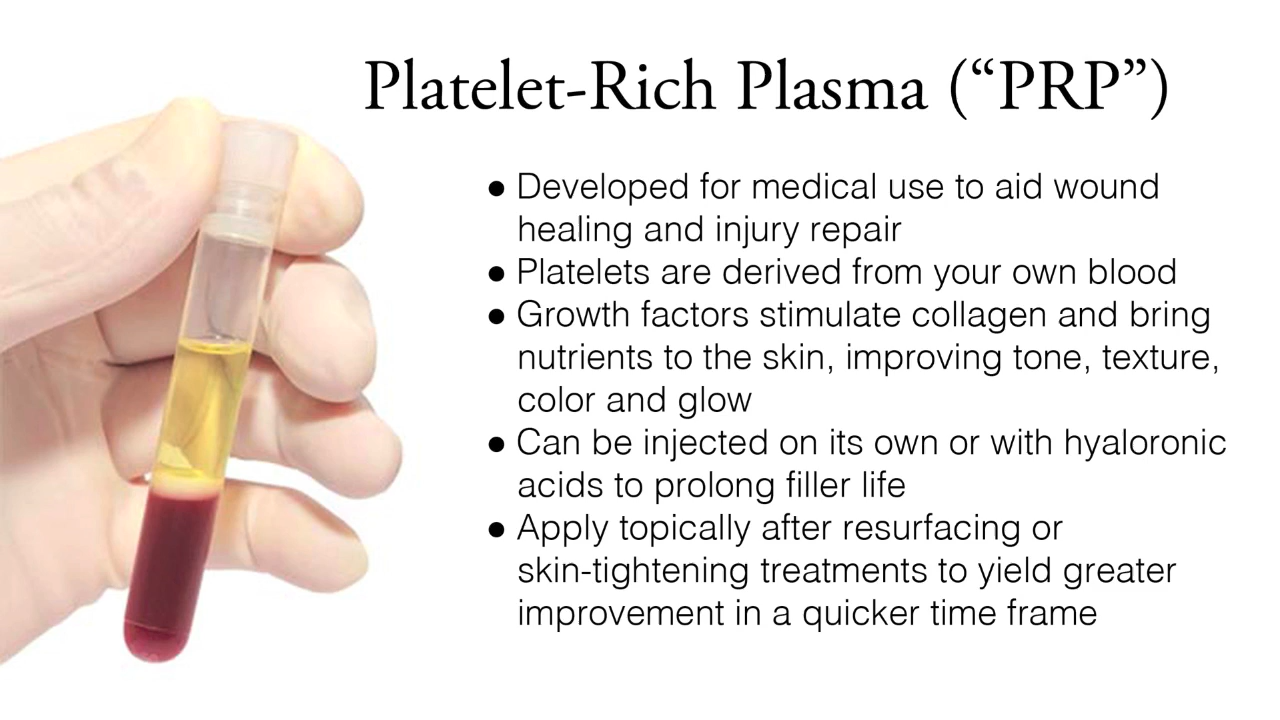 Platelet-Rich Plasma (“PRP”)
● Developed for medical use to aid wound
healing and injury repair
● Platelets are derived from your own blood
● Growth factors stimulate collagen and bring
nutrients to the skin, improving tone, texture,
color and glow
● Can be injected on its own or with hyaloronic
acids to prolong filler life
● Apply topically after resurfacing or
skin-tightening treatments to yield greater
improvement in a quicker time frame